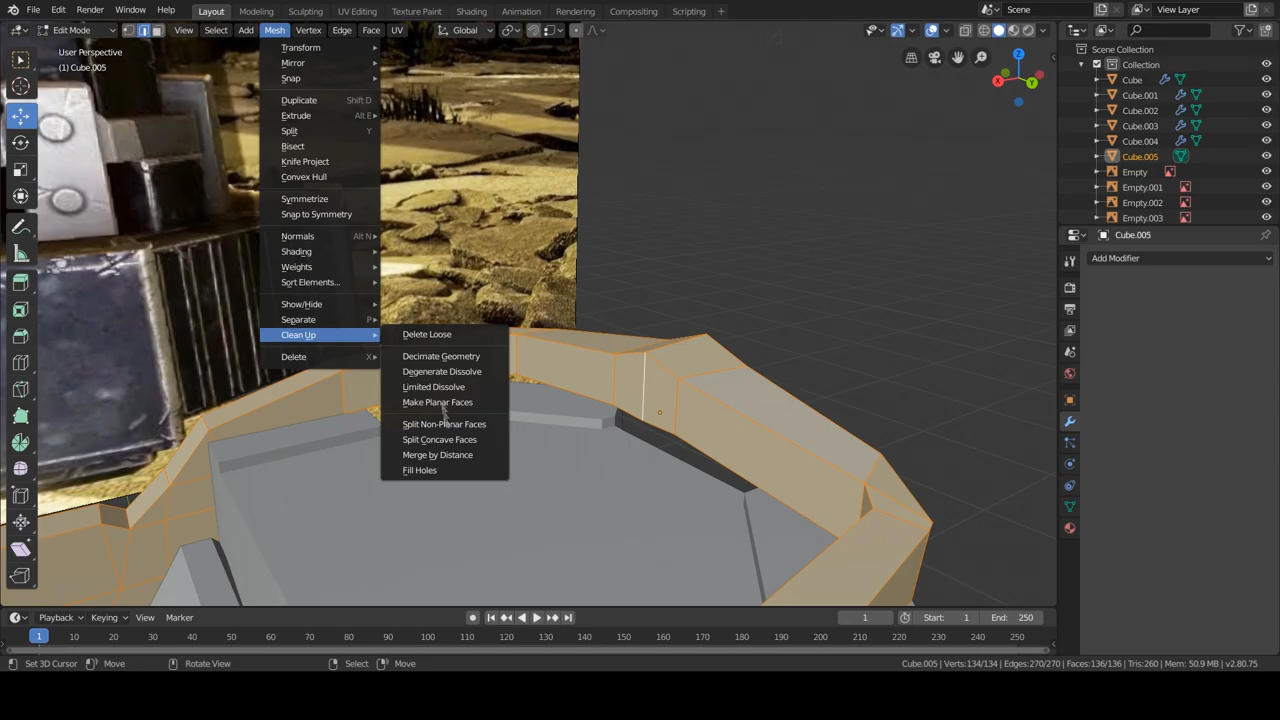 File Edit Render Window Help Layout Modeling Sculpting UV Editing Texture Paint Shading Animation Rendering Compositing Scripting Scene View Layer
Edit Mode View Select Add Mesh Vertex Edge Face UV Global
User Perspective
(1) Cube.005
Transform
Mirror
Snap
Duplicate Shift D
Extrude Alt E
Split Y
Bisect
Knife Project
Convex Hull
Symmetrize
Snap to Symmetry
Normals Alt N
Shading
Weights
Sort Elements...
Show/Hide
Separate P
Clean Up
Delete X
Delete Loose
Decimate Geometry
Degenerate Dissolve
Limited Dissolve
Make Planar Faces
Split Non-Planar Faces
Split Concave Faces
Merge by Distance
Fill Holes
Z
X
Y
Scene Collection
Collection
Cube
Cube.001
Cube.002
Cube.003
Cube.004
Cube.005
Empty
Empty.001
Empty.002
Empty.003
Cube.005
Add Modifier
Playback Keying View Marker 1 Start: 1 End: 250
1 10 20 30 40 50 60 70 80 90 100 110 120 130 140 150 160 170 180 190 200 210 220 230 240 250
Set 3D Cursor Move Rotate View Select Move Cube.005 | Verts:134/134 | Edges:270/270 | Faces:136/136 | Tris:260 | Mem: 50.9 MB | v2.80.75